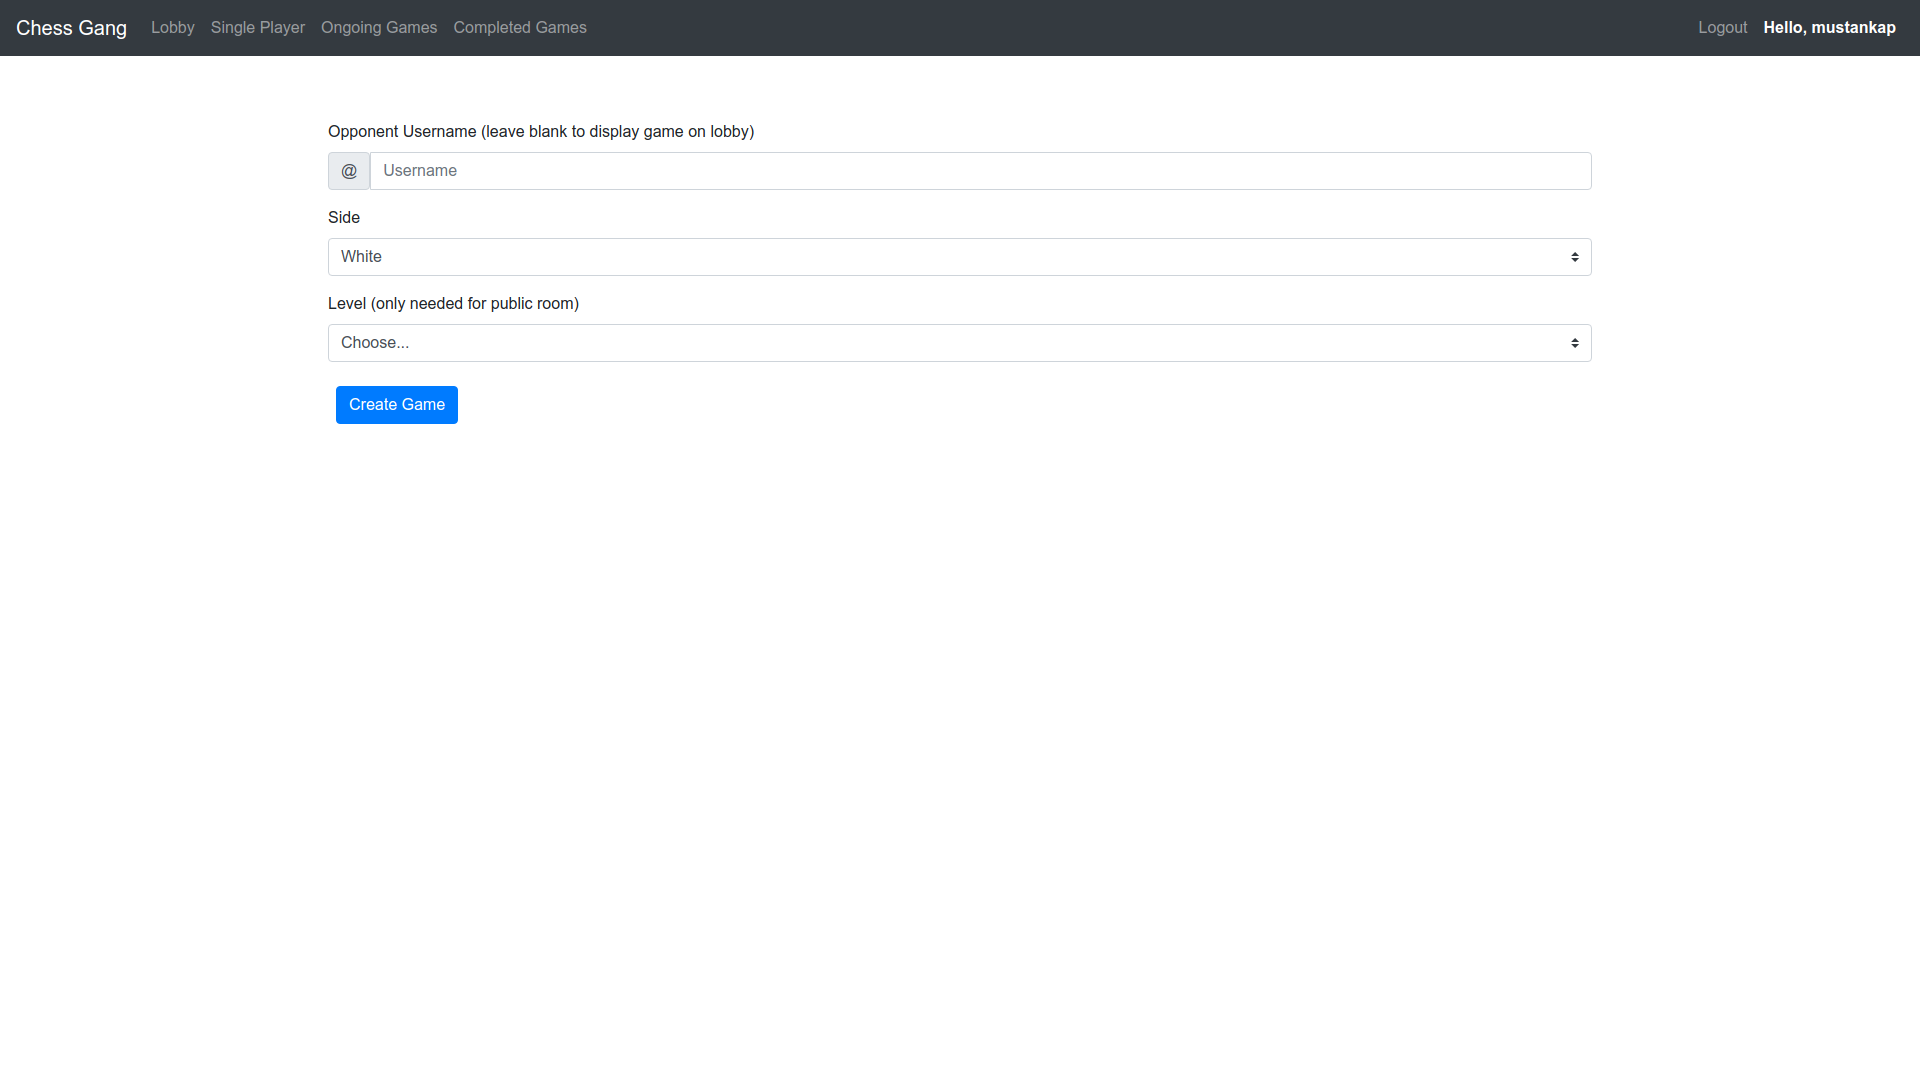 Chess Gang Lobby Single Player Ongoing Games Completed Games Logout Hello, mustankap
Opponent Username (leave blank to display game on lobby)
@ Username
Side
White
Level (only needed for public room)
Choose...
Create Game